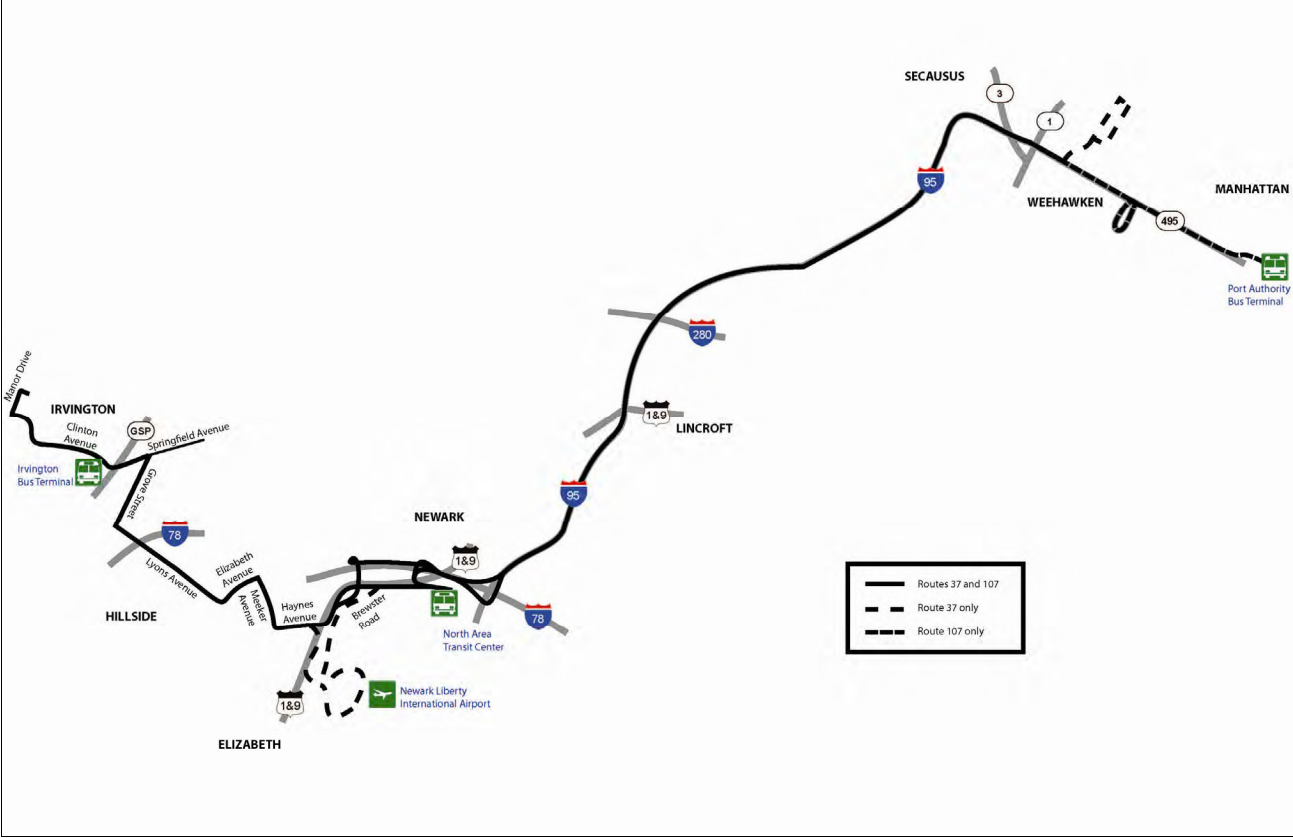 SECAUSUS
3
1
95
WEEHAWKEN
MANHATTAN
495
Port Authority
Bus Terminal
280
1&9
LINCROFT
Manor Drive
IRVINGTON
Clinton
Avenue
GSP
Springfield Avenue
Irvington
Bus Terminal
Grove Street
95
78
NEWARK
1&9
Lyons Avenue
Elizabeth
Avenue
Meeker
Avenue
Haynes
Avenue
Brewster
Road
HILLSIDE
78
North Area
Transit Center
Newark Liberty
International Airport
1&9
ELIZABETH
Routes 37 and 107
Route 37 only
Route 107 only